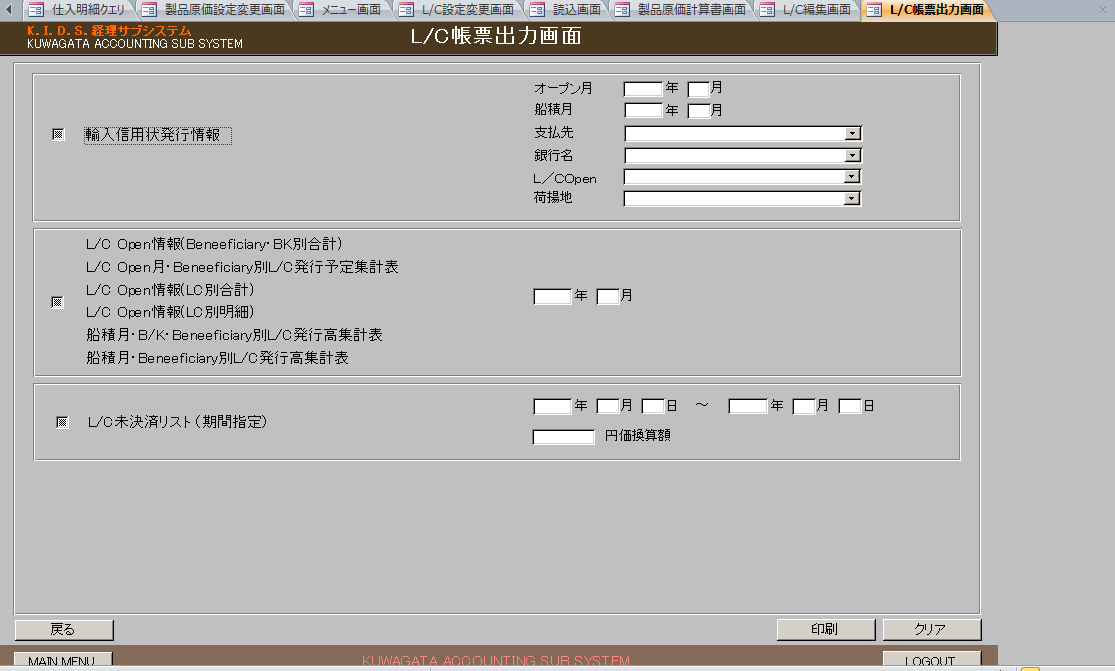 仕入明細クエリ 製品原価設定変更画面 メニュー画面 L/C設定変更画面 読込画面 製品原価計算書画面 L/C編集画面 L/C帳票出力画面
K.I.D.S.経理サブシステム
KUWAGATA ACCOUNTING SUB SYSTEM
L/C帳票出力画面
輸入信用状発行情報
オープン月 年 月
船積月 年 月
支払先
銀行名
L/COpen
荷揚地
L/C Open情報(Beneeficiary・BK別合計)
L/C Open月・Beneeficiary別L/C発行予定集計表
L/C Open情報(LC別合計)
L/C Open情報(LC別明細)
船積月・B/K・Beneeficiary別L/C発行高集計表
船積月・Beneeficiary別L/C発行高集計表
年 月
L/C未決済リスト(期間指定)
年 月 日 ～ 年 月 日
円価換算額
戻る 印刷 クリア
MAIN MENU KUWAGATA ACCOUNTING SUB SYSTEM LOGOUT